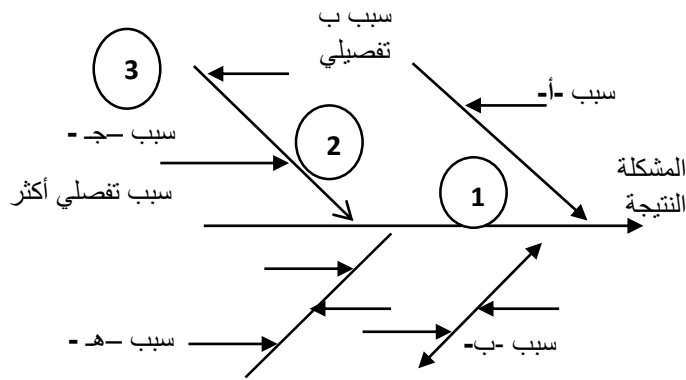 سبب ب
تفصيلي
3
سبب -أ-
سبب –جـ -
2
المشكلة
النتيجة
1
سبب تفصلي أكثر
سبب –هـ -
سبب -ب-